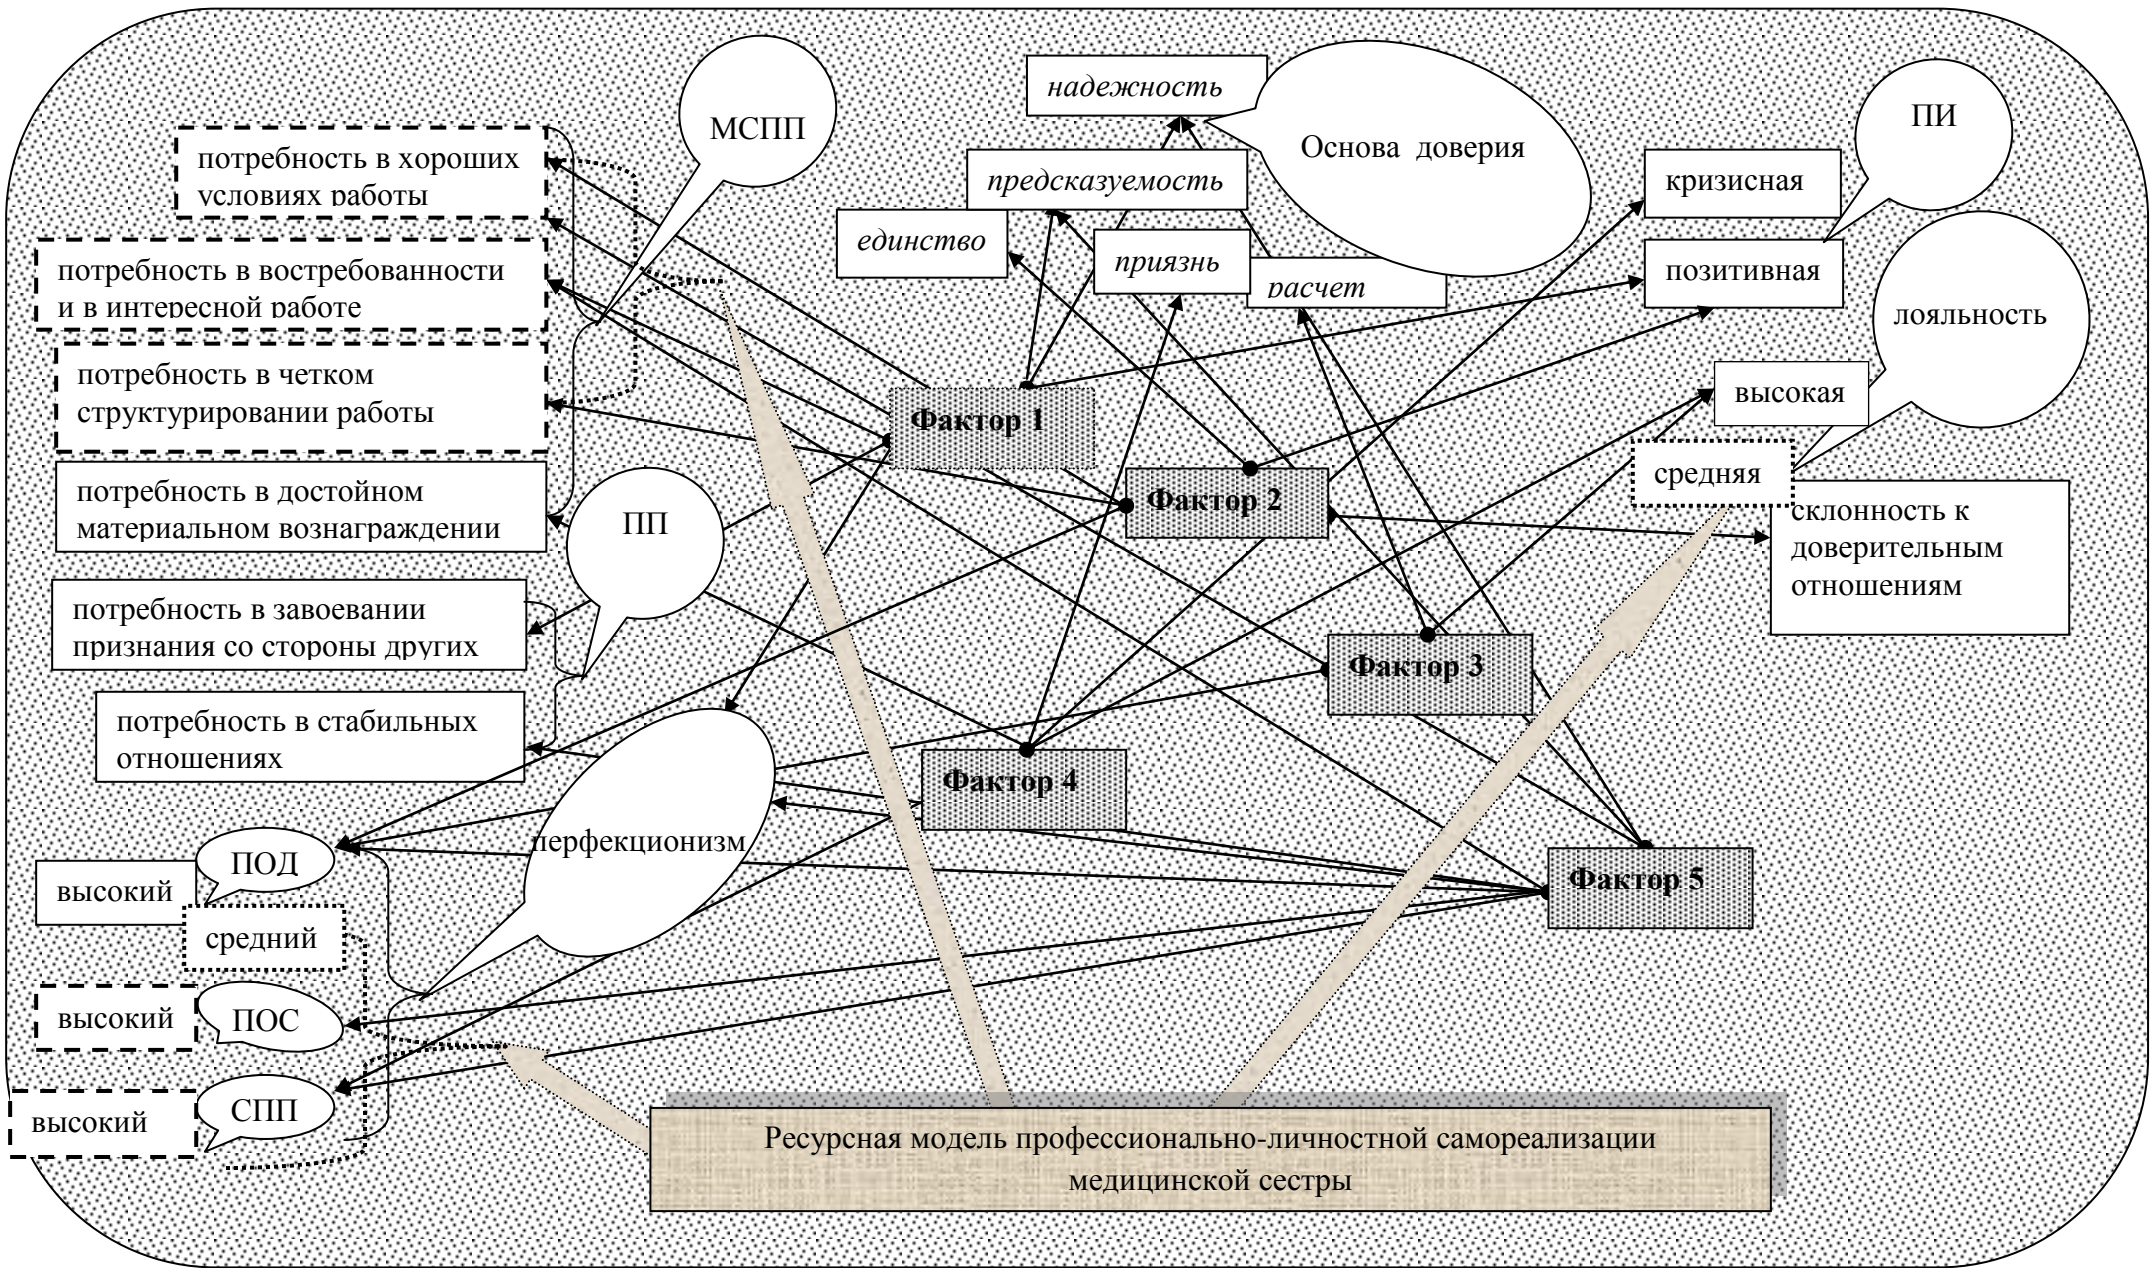 МСПП
потребность в хороших
условиях работы
потребность в востребованности
и в интересной работе
потребность в четком
структурировании работы
потребность в достойном
материальном вознаграждении
ПП
потребность в завоевании
признания со стороны других
потребность в стабильных
отношениях
надежность
предсказуемость
единство
приязнь
расчет
Основа доверия
ПИ
кризисная
позитивная
лояльность
высокая
средняя
склонность к
доверительным
отношениям
Фактор 1
Фактор 2
Фактор 3
Фактор 4
Фактор 5
перфекционизм
ПОД
высокий
средний
высокий
ПОС
высокий
СПП
Ресурсная модель профессионально-личностной самореализации
медицинской сестры